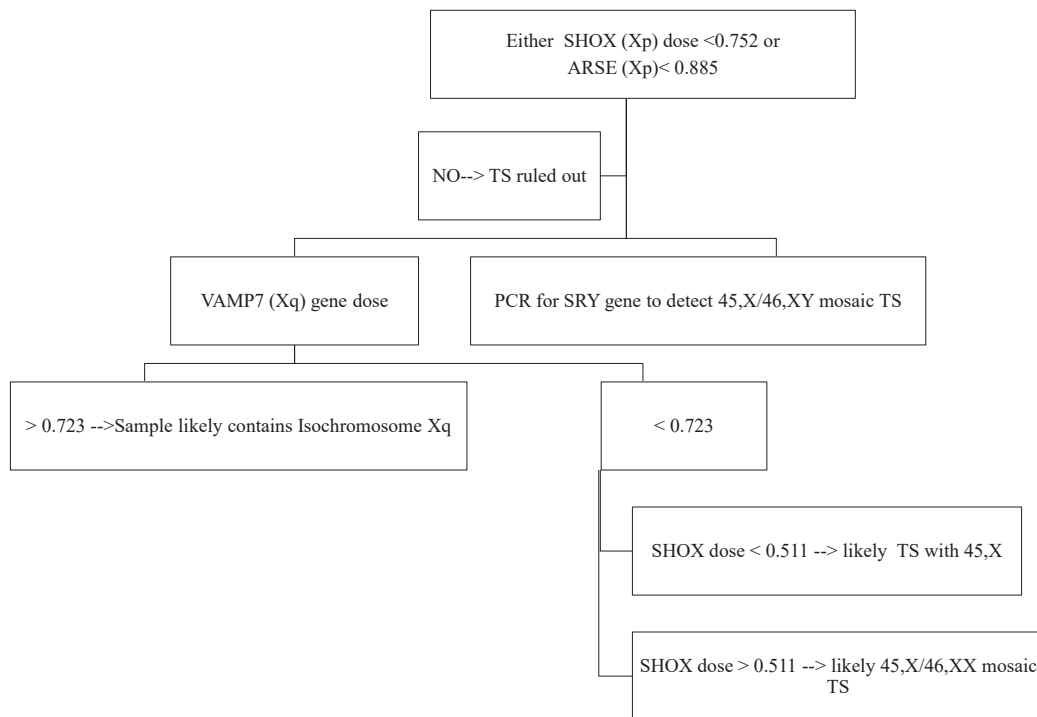 Either SHOX (Xp) dose <0.752 or
ARSE (Xp)< 0.885
NO--> TS ruled out
VAMP7 (Xq) gene dose
PCR for SRY gene to detect 45,X/46,XY mosaic TS
> 0.723 -->Sample likely contains Isochromosome Xq
< 0.723
SHOX dose < 0.511 --> likely TS with 45,X
SHOX dose > 0.511 --> likely 45,X/46,XX mosaic
TS